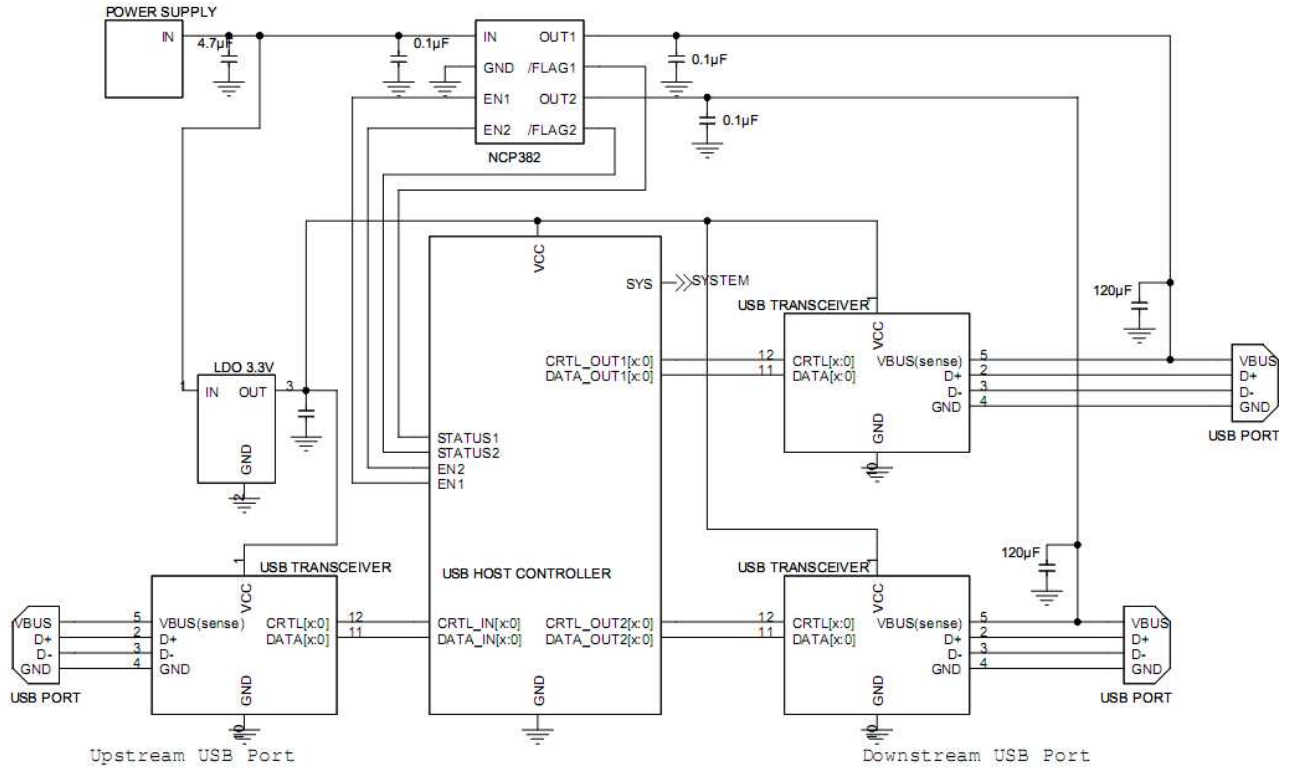 POWER SUPPLY
IN
4.7µF
0.1µF
IN OUT1
GND /FLAG1
EN1 OUT2
EN2 /FLAG2
NCP382
0.1µF
0.1µF
VCC
SYS SYSTEM
120µF
USB TRANSCEIVER
1
VCC
CRTL_OUT1[x:0] 12 CRTL[x:0] VBUS(sense) 5 VBUS
DATA_OUT1[x:0] 11 DATA[x:0] D+ 2 D+
D- 3 D-
GND 4 GND
GND
10
USB PORT
LDO 3.3V
1 IN OUT 3
GND
2
STATUS1
STATUS2
EN2
EN1
120µF
1
USB TRANSCEIVER
VCC
USB HOST CONTROLLER
USB TRANSCEIVER
1
VCC
VBUS 5 VBUS(sense) CRTL[x:0] 12 CRTL_IN[x:0] CRTL_OUT2[x:0] 12 CRTL[x:0] VBUS(sense) 5 VBUS
D+ 2 D+ DATA[x:0] 11 DATA_IN[x:0] DATA_OUT2[x:0] 11 DATA[x:0] D+ 2 D+
D- 3 D- D- 3 D-
GND 4 GND GND 4 GND
USB PORT
GND
10
GND
GND
10
USB PORT
Upstream USB Port
Downstream USB Port